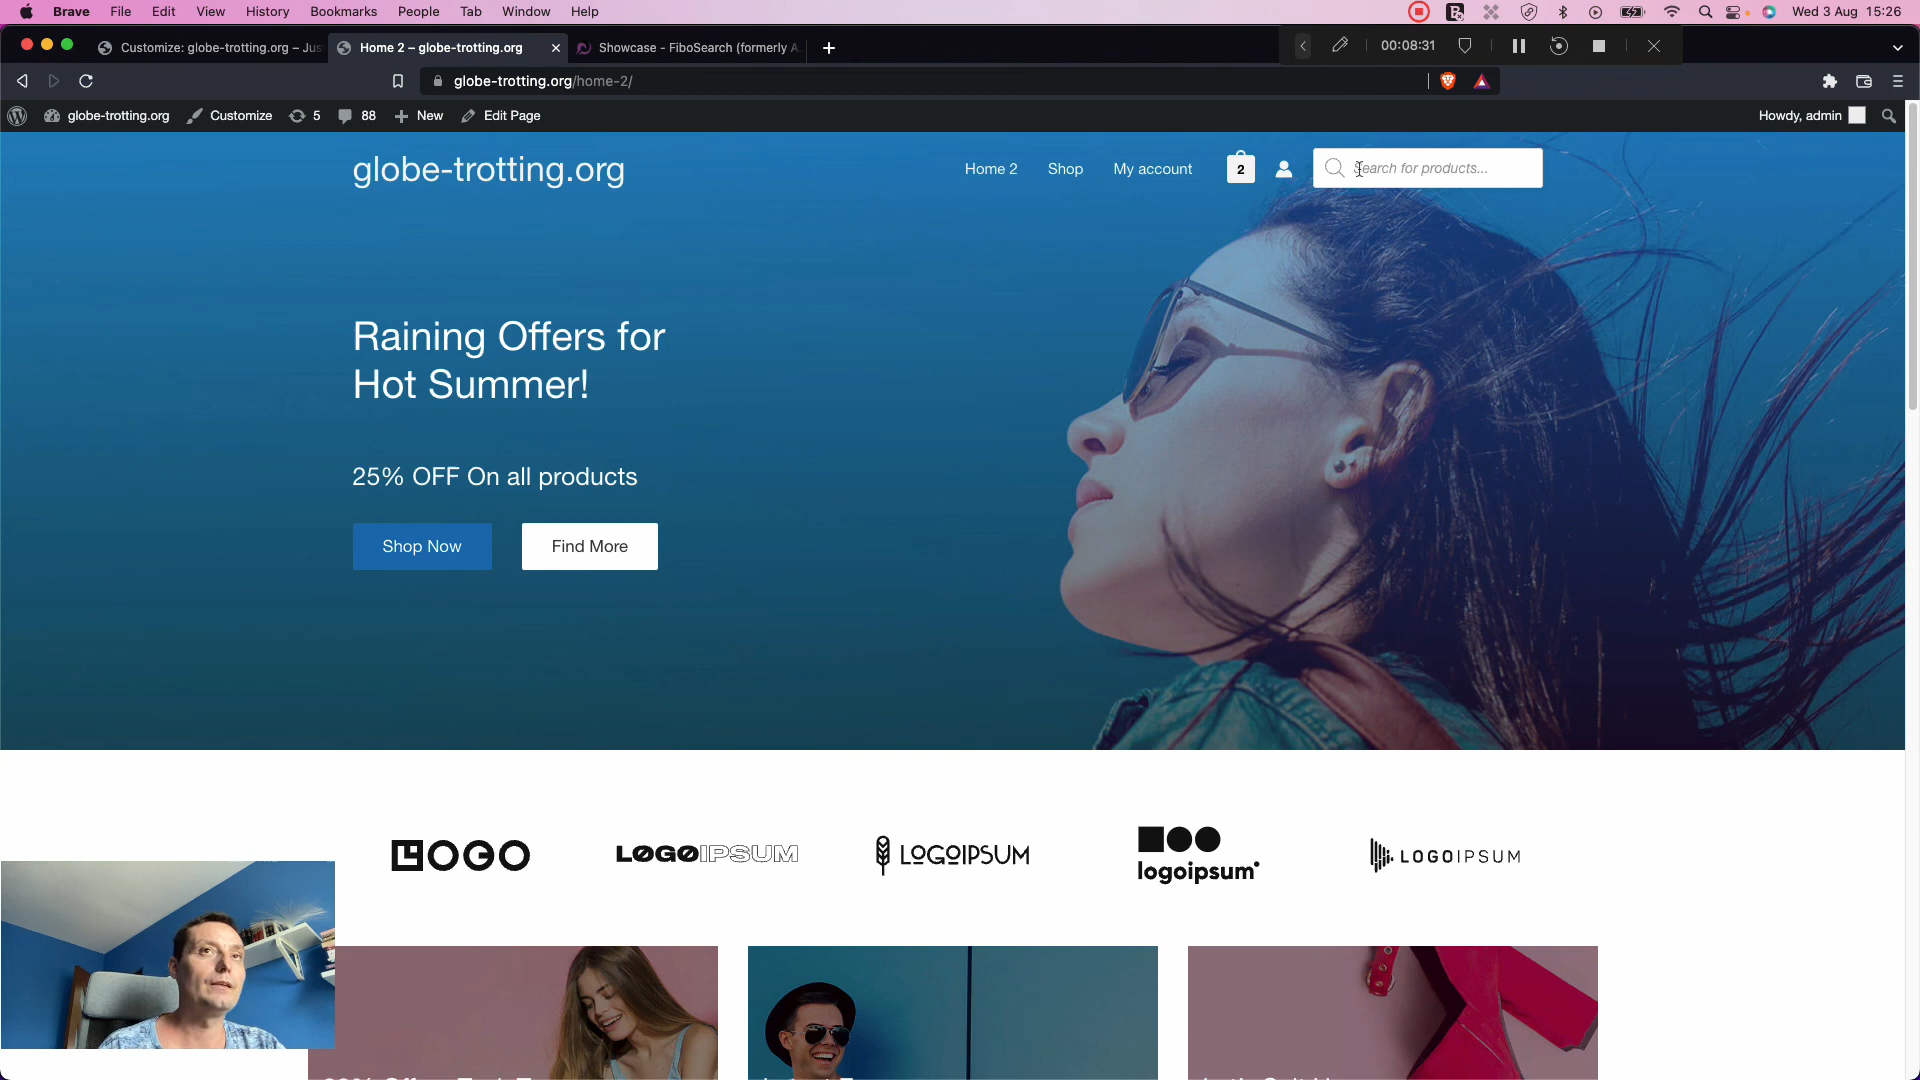 Brave File Edit View History Bookmarks People Tab Window Help Wed 3 Aug 15:26
Customize: globe-trotting.org – Jus Home 2 – globe-trotting.org Showcase - FiboSearch (formerly A 00:08:31
globe-trotting.org/home-2/
globe-trotting.org Customize 5 88 New Edit Page Howdy, admin
globe-trotting.org Home 2 Shop My account 2 Search for products...
Raining Offers for
Hot Summer!
25% OFF On all products
Shop Now Find More
LOGO LOGOIPSUM LOGOIPSUM logoipsum LOGOIPSUM